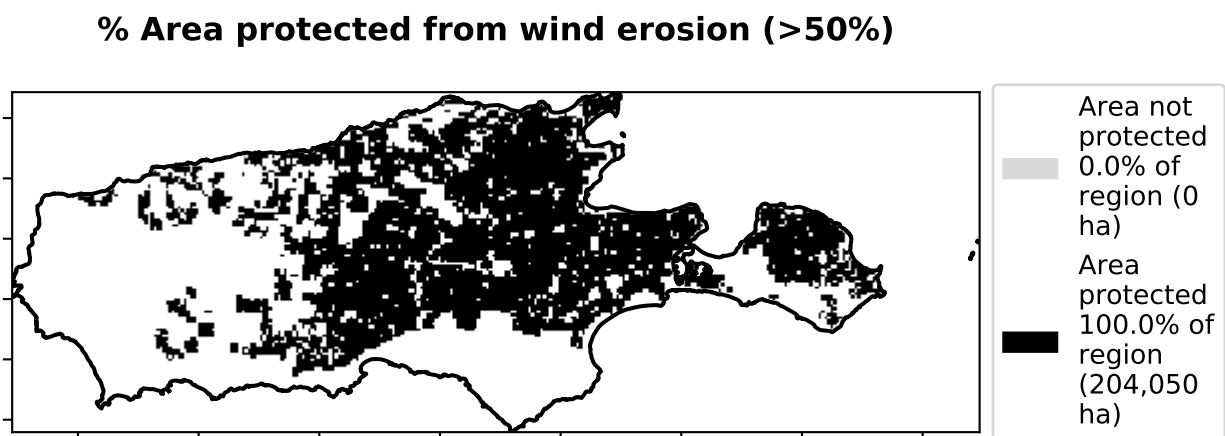 % Area protected from wind erosion (>50%)
Area not
protected
0.0% of
region (0
ha)
Area
protected
100.0% of
region
(204,050
ha)